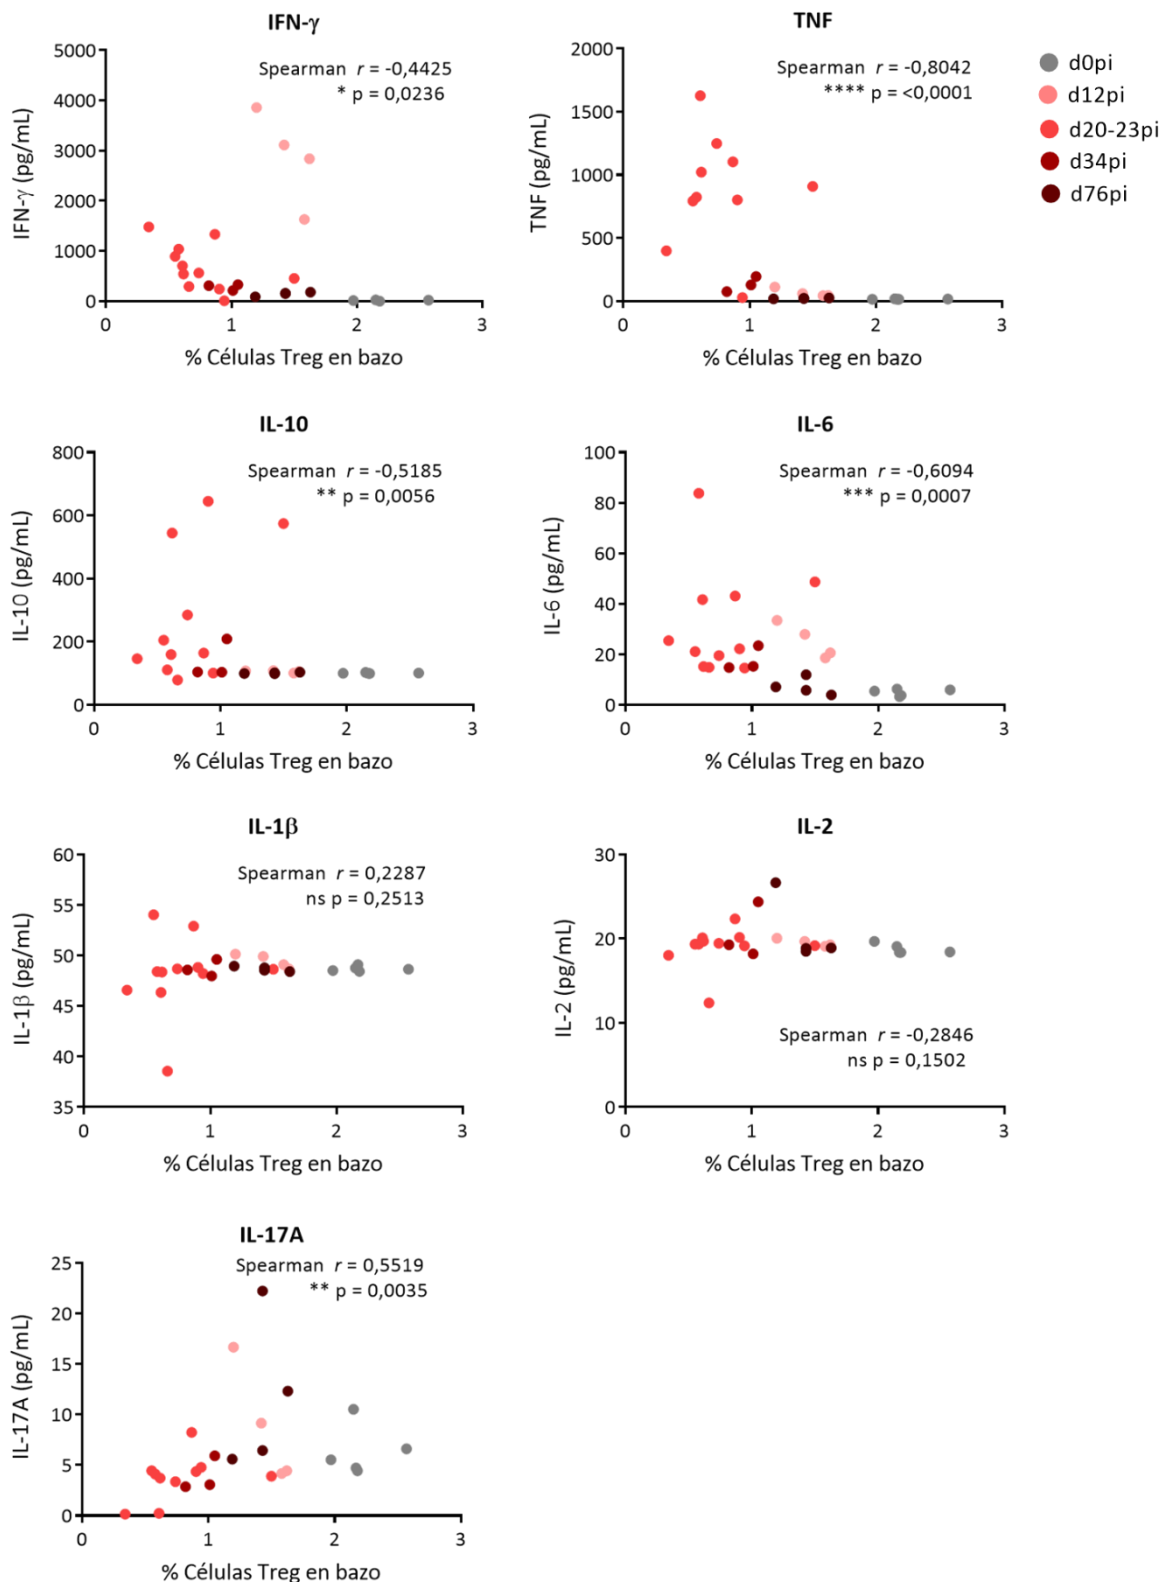 IFN-γ
Spearman r = -0,4425
* p = 0,0236
5000
4000
3000
2000
1000
0
IFN-γ (pg/mL)
0 1 2 3
% Células Treg en bazo
TNF
Spearman r = -0,8042
**** p = <0,0001
2000
1500
1000
500
0
TNF (pg/mL)
0 1 2 3
% Células Treg en bazo
d0pi
d12pi
d20-23pi
d34pi
d76pi
IL-10
Spearman r = -0,5185
** p = 0,0056
800
600
400
200
0
IL-10 (pg/mL)
0 1 2 3
% Células Treg en bazo
IL-6
Spearman r = -0,6094
*** p = 0,0007
100
80
60
40
20
0
IL-6 (pg/mL)
0 1 2 3
% Células Treg en bazo
IL-1β
Spearman r = 0,2287
ns p = 0,2513
60
55
50
45
40
35
IL-1β (pg/mL)
0 1 2 3
% Células Treg en bazo
IL-2
30
20
10
0
IL-2 (pg/mL)
Spearman r = -0,2846
ns p = 0,1502
0 1 2 3
% Células Treg en bazo
IL-17A
Spearman r = 0,5519
** p = 0,0035
25
20
15
10
5
0
IL-17A (pg/mL)
0 1 2 3
% Células Treg en bazo